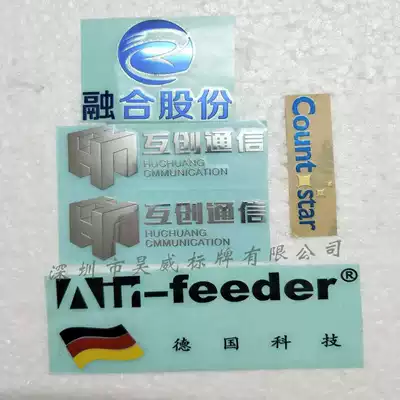 融合股份
互创通信
HUCHUANG
CMMUNICATION
互创通信
HUCHUANG
CMMUNICATION
Count star
深圳市昊威标牌有限公司
Am-feeder®
德国科技